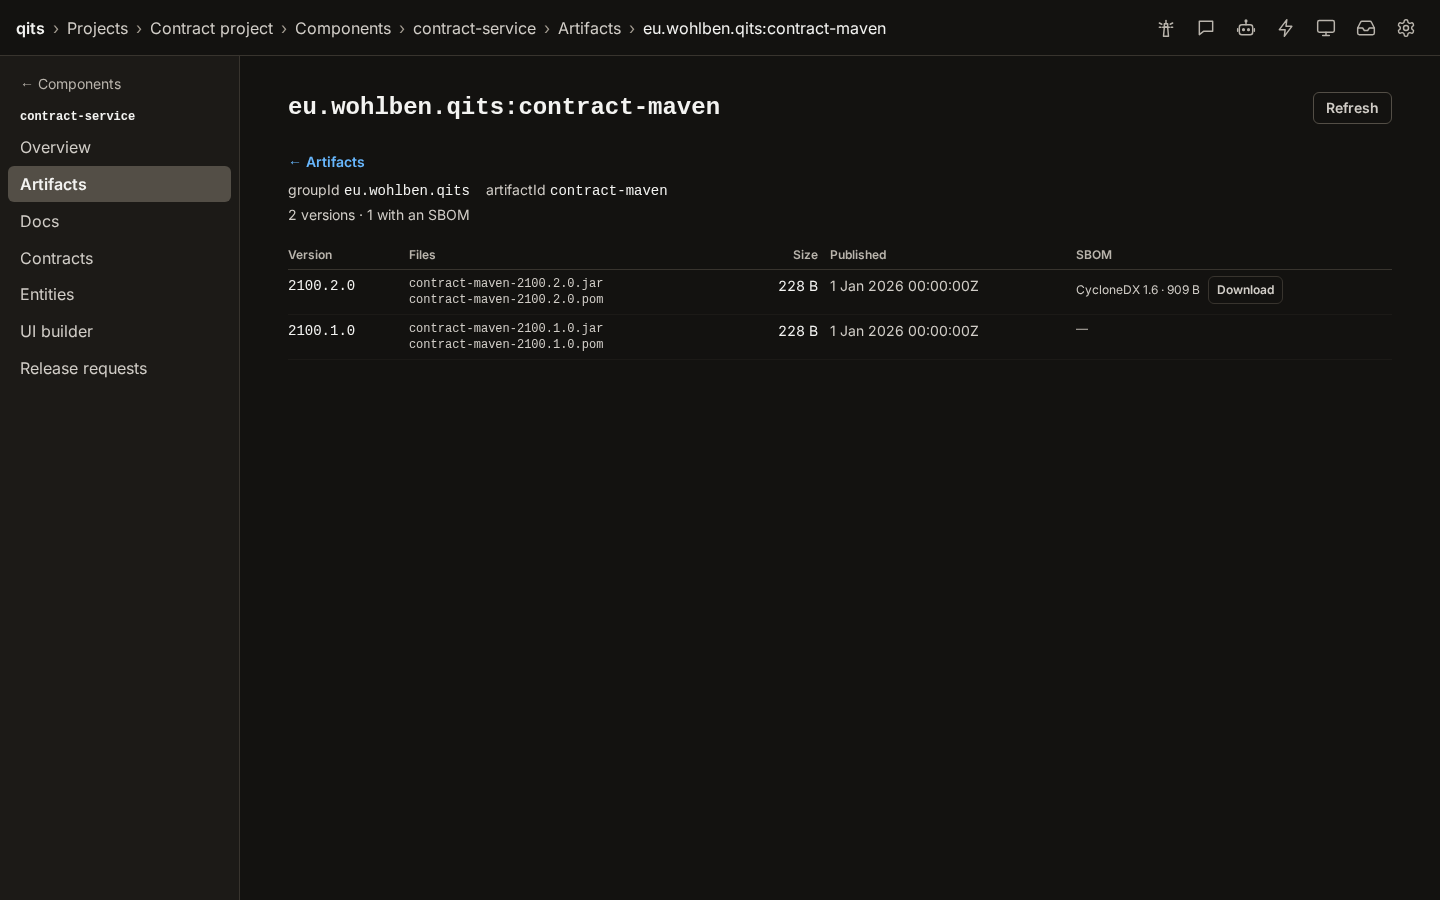 qits › Projects › Contract project › Components › contract-service › Artifacts › eu.wohlben.qits:contract-maven
← Components
contract-service
Overview
Artifacts
Docs
Contracts
Entities
UI builder
Release requests
eu.wohlben.qits:contract-maven
Refresh
← Artifacts
groupId eu.wohlben.qits artifactId contract-maven
2 versions · 1 with an SBOM
Version Files Size Published SBOM
2100.2.0 contract-maven-2100.2.0.jar 228 B 1 Jan 2026 00:00:00Z CycloneDX 1.6 · 909 B Download
contract-maven-2100.2.0.pom
2100.1.0 contract-maven-2100.1.0.jar 228 B 1 Jan 2026 00:00:00Z —
contract-maven-2100.1.0.pom